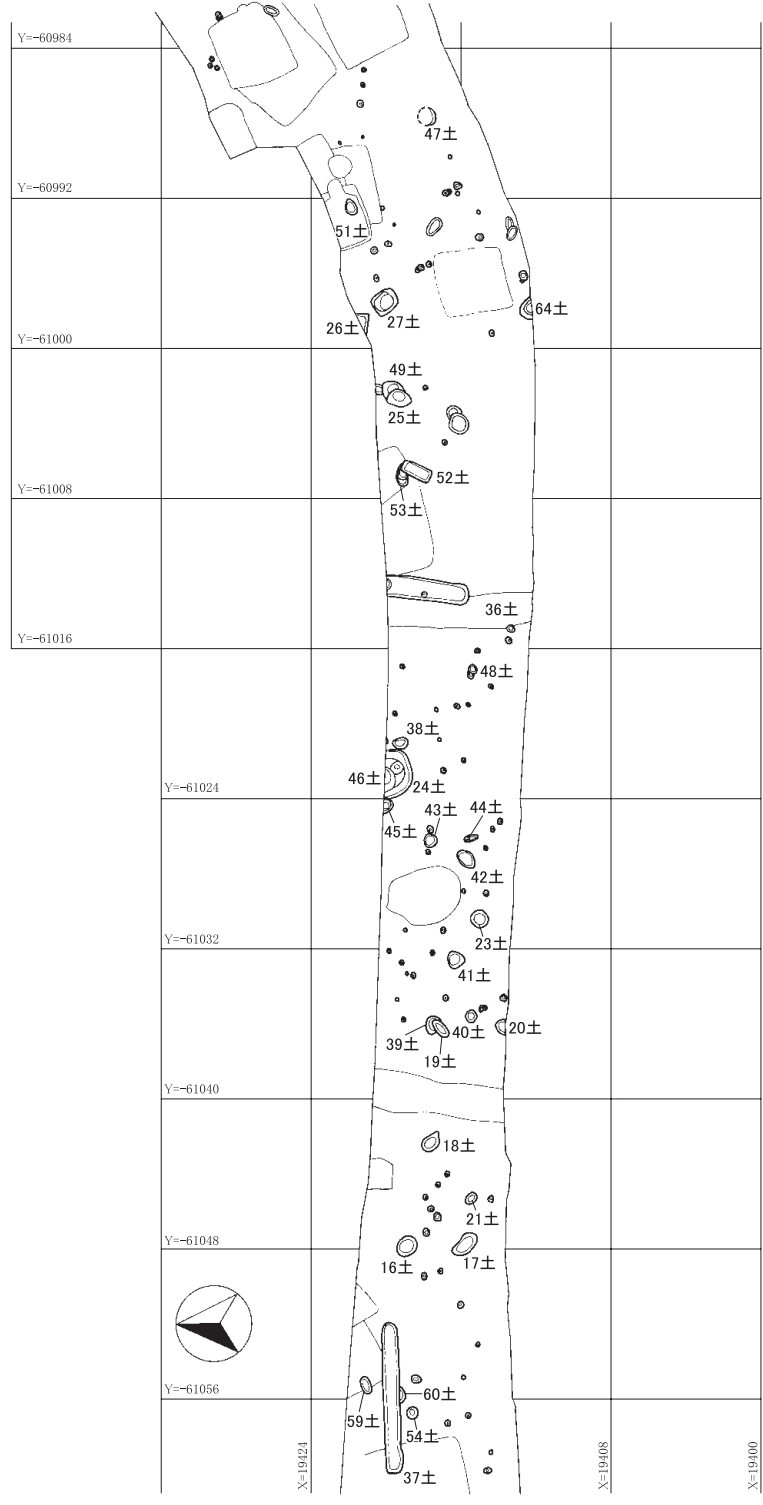 Y=-60984
47土
Y=-60992
51土
26土
27土
64土
Y=-61000
49土
25土
52土
Y=-61008
53土
36土
Y=-61016
48土
38土
46土
24土
Y=-61024
45土
43土
44土
42土
23土
Y=-61032
41土
39土
40土
20土
19土
Y=-61040
18土
21土
Y=-61048
16土
17土
Y=-61056
59土
60土
54土
37土
X=19424
X=19408
X=19400